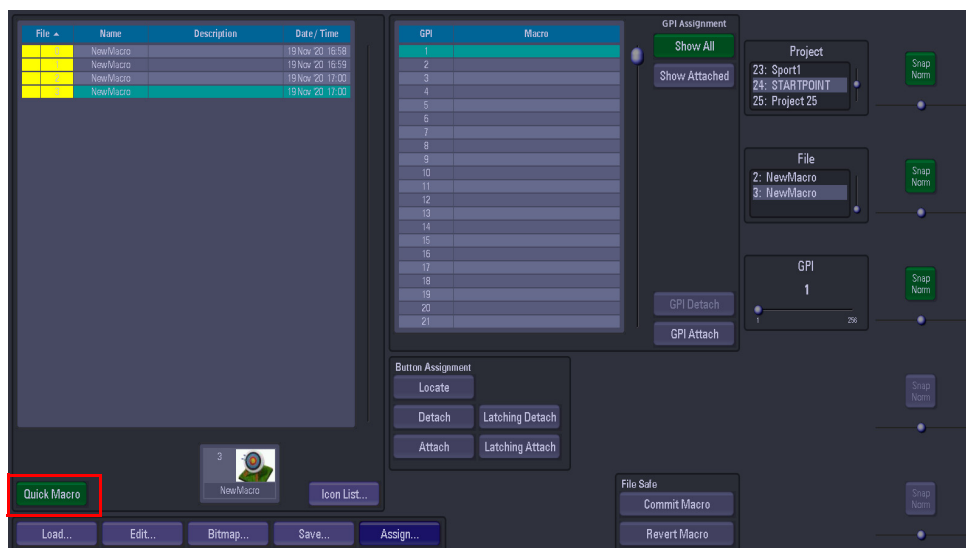 File Name Description Date/ Time
0 NewMacro 19 Nov '20 16:58
1 NewMacro 19 Nov '20 16:59
2 NewMacro 19 Nov '20 17:00
3 NewMacro 19 Nov '20 17:00
3
NewMacro
Quick Macro
Icon List...
Load... Edit... Bitmap... Save... Assign...
GPI Macro
1
2
3
4
5
6
7
8
9
10
11
12
13
14
15
16
17
18
19
20
21
GPI Assignment
Show All
Show Attached
GPI Detach
GPI Attach
Button Assignment
Locate
Detach Latching Detach
Attach Latching Attach
File Safe
Commit Macro
Revert Macro
Project
23: Sport1
24: STARTPOINT
25: Project 25
File
2: NewMacro
3: NewMacro
GPI
1
1 256
Snap
Norm
Snap
Norm
Snap
Norm
Snap
Norm
Snap
Norm